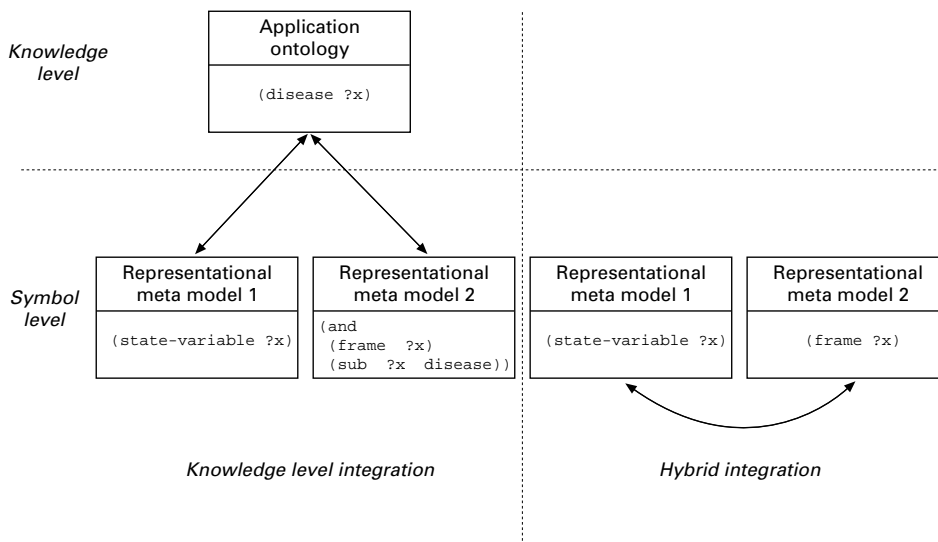 Application
ontology
Knowledge
level
(disease ?x)
Representational
meta model 1
Representational
meta model 2
Representational
meta model 1
Representational
meta model 2
Symbol
level
(state-variable ?x)
(and
(frame ?x)
(sub ?x disease))
(state-variable ?x)
(frame ?x)
Knowledge level integration
Hybrid integration